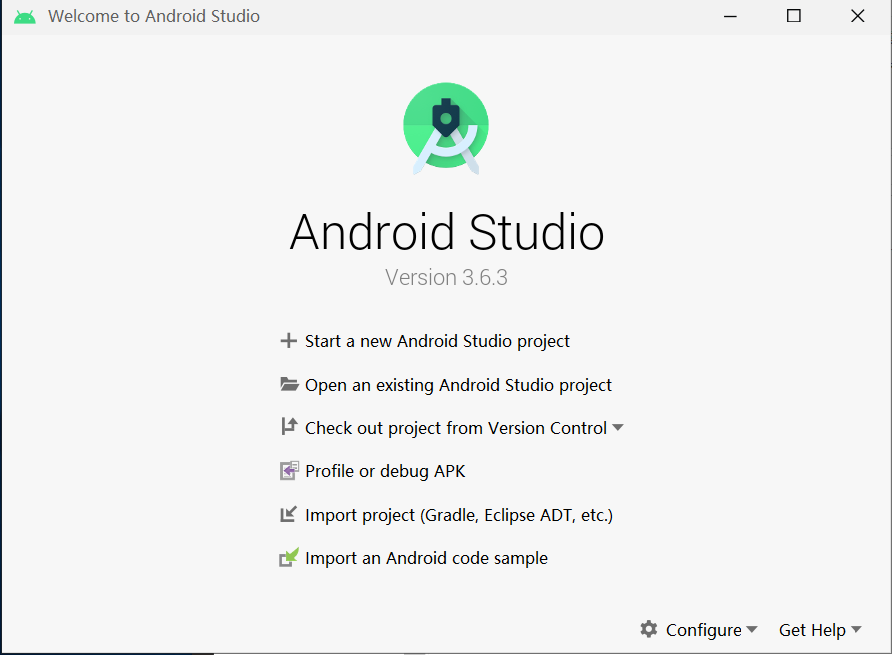 Welcome to Android Studio
Android Studio
Version 3.6.3
Start a new Android Studio project
Open an existing Android Studio project
Check out project from Version Control
Profile or debug APK
Import project (Gradle, Eclipse ADT, etc.)
Import an Android code sample
Configure Get Help